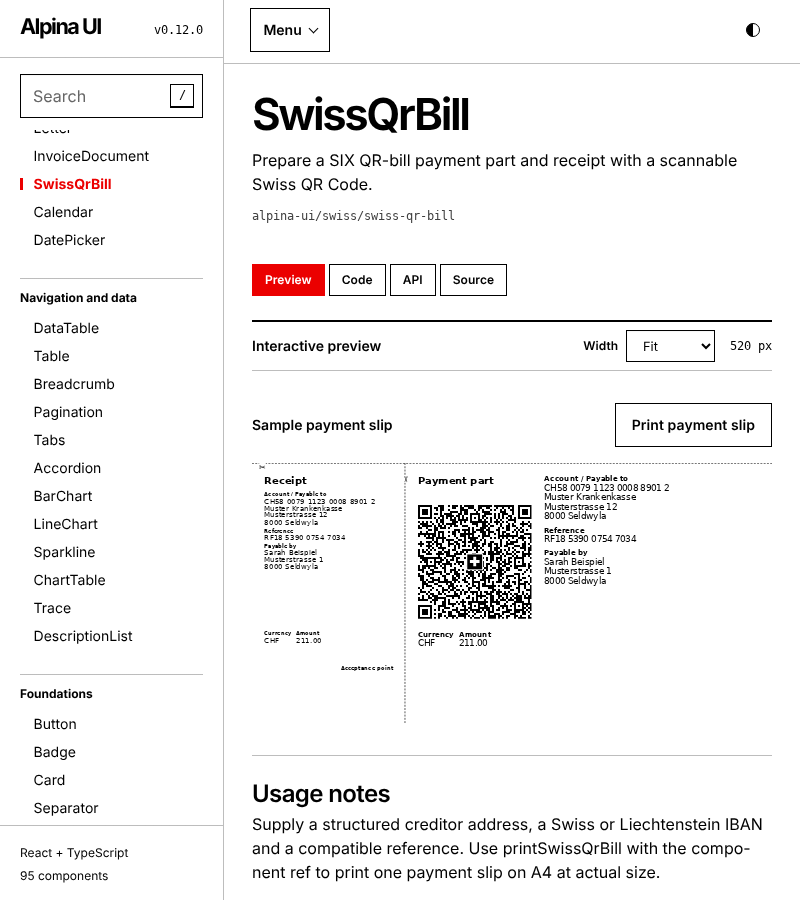 Alpina UI
v0.12.0
Search
/
Letter
InvoiceDocument
SwissQrBill
Calendar
DatePicker
Navigation and data
DataTable
Table
Breadcrumb
Pagination
Tabs
Accordion
BarChart
LineChart
Sparkline
ChartTable
Trace
DescriptionList
Foundations
Button
Badge
Card
Separator
React + TypeScript
95 components
Menu
SwissQrBill
Prepare a SIX QR-bill payment part and receipt with a scannable
Swiss QR Code.
alpina-ui/swiss/swiss-qr-bill
Preview
Code
API
Source
Interactive preview
Width
Fit
520 px
Sample payment slip
Print payment slip
Receipt
Account / Payable to
CH58 0079 1123 0008 8901 2
Muster Krankenkasse
Musterstrasse 12
8000 Seldwyla
Reference
RF18 5390 0754 7034
Payable by
Sarah Beispiel
Musterstrasse 1
8000 Seldwyla
Currency Amount
CHF 211.00
Acceptance point
Payment part
Currency Amount
CHF 211.00
Account / Payable to
CH58 0079 1123 0008 8901 2
Muster Krankenkasse
Musterstrasse 12
8000 Seldwyla
Reference
RF18 5390 0754 7034
Payable by
Sarah Beispiel
Musterstrasse 1
8000 Seldwyla
Usage notes
Supply a structured creditor address, a Swiss or Liechtenstein IBAN
and a compatible reference. Use printSwissQrBill with the compo-
nent ref to print one payment slip on A4 at actual size.